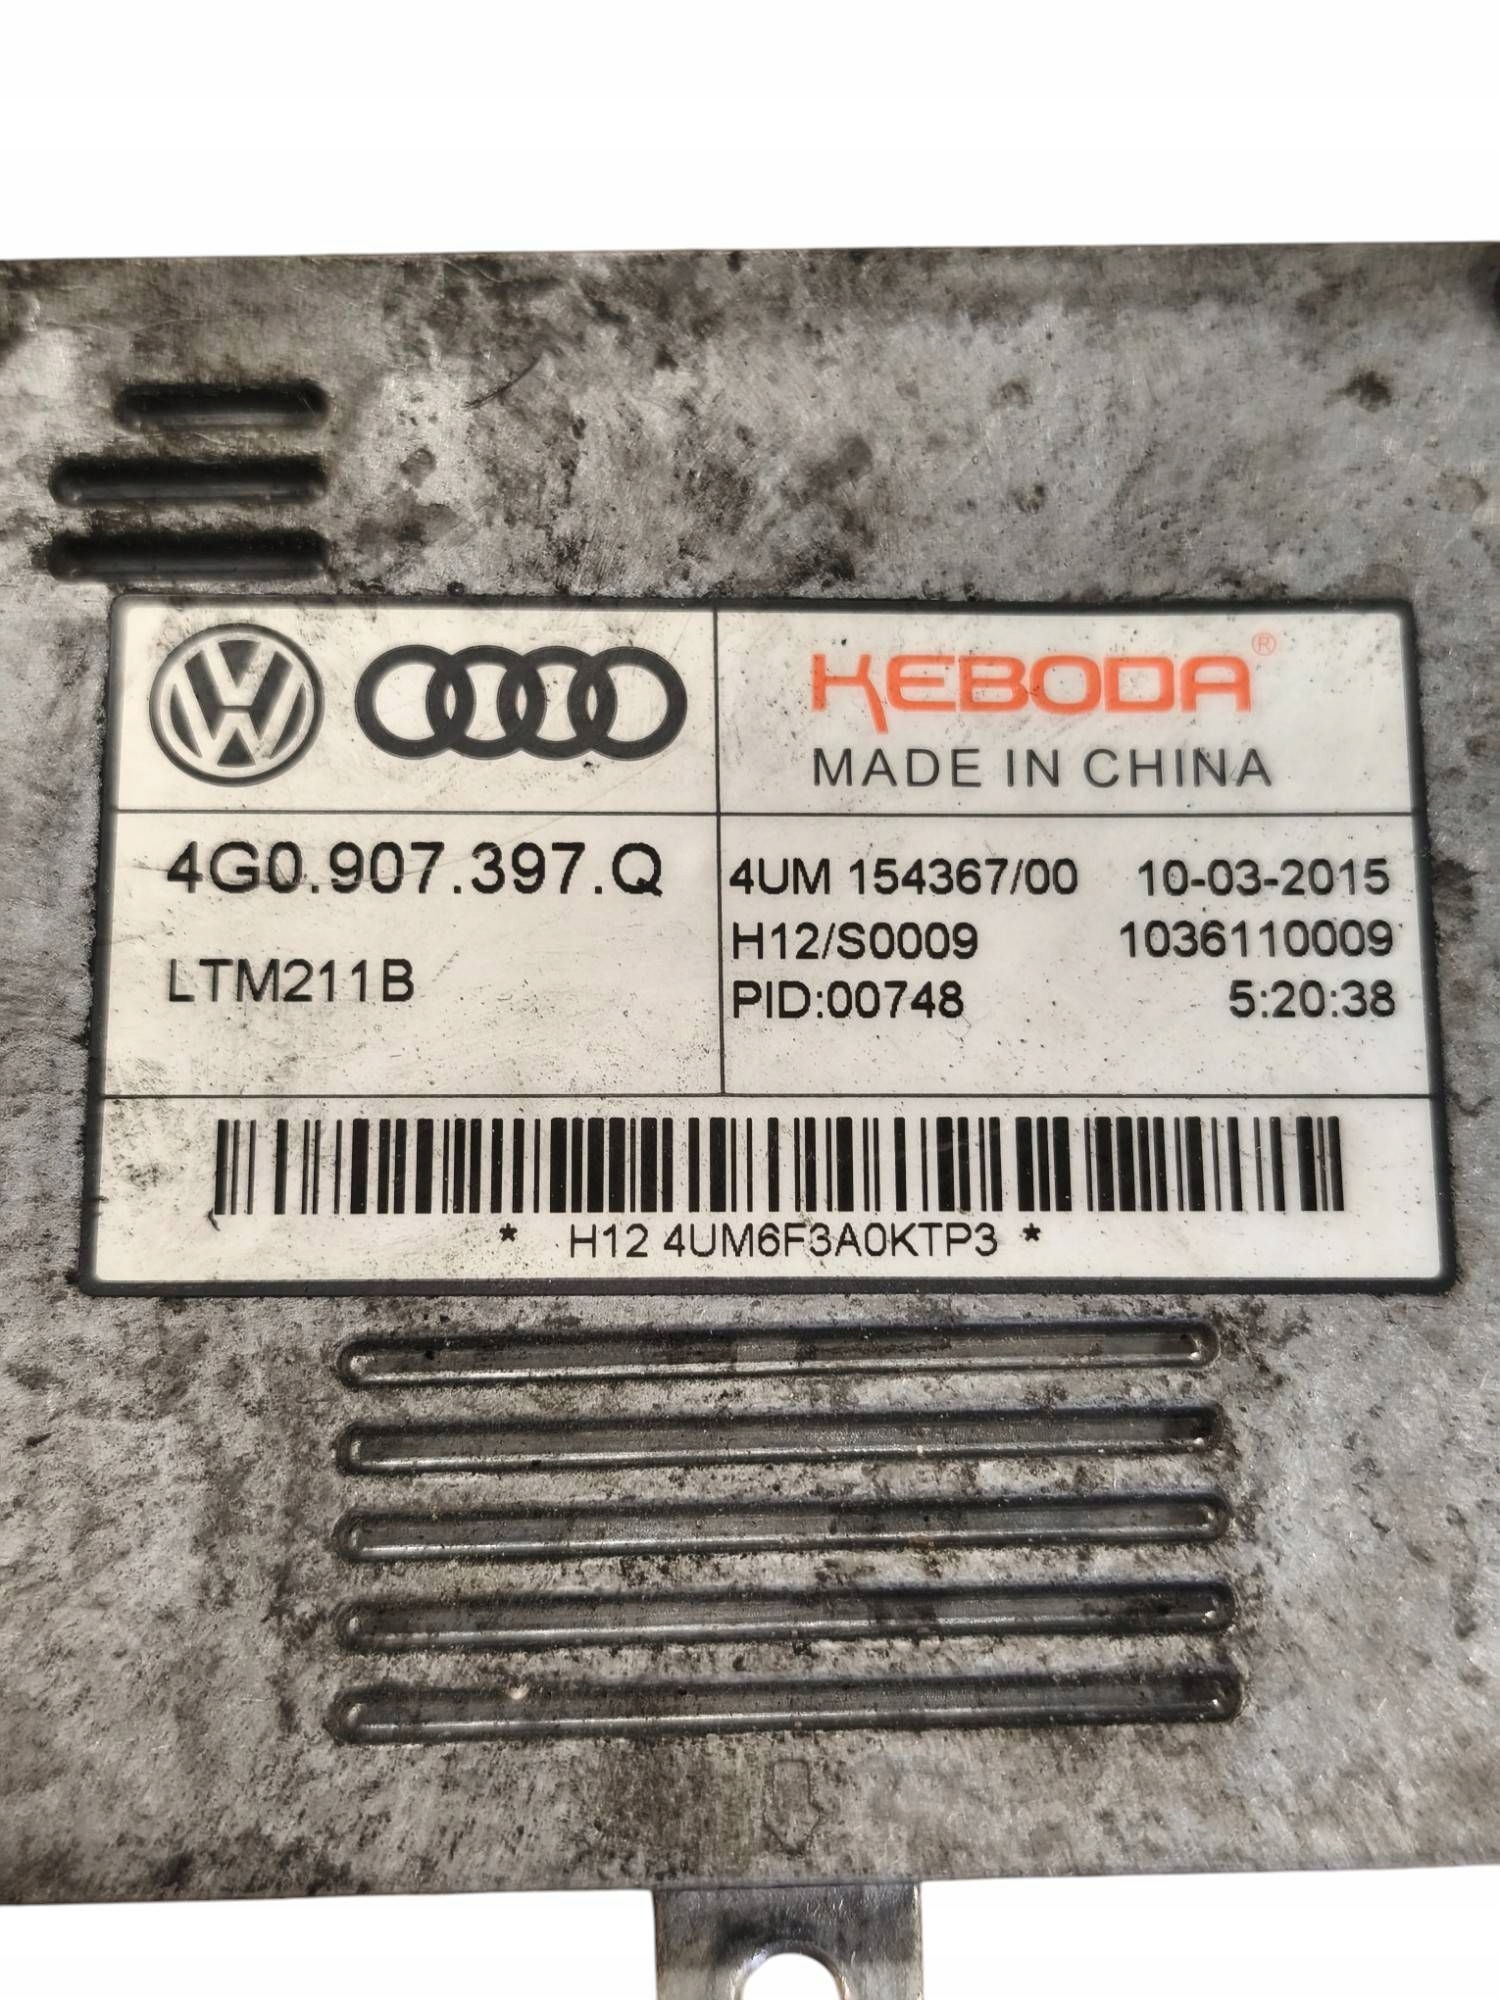 KEBODA®
MADE IN CHINA
4G0.907.397.Q
LTM211B
4UM 154367/00 10-03-2015
H12/S0009 1036110009
PID:00748 5:20:38
* H12 4UM6F3A0KTP3 *